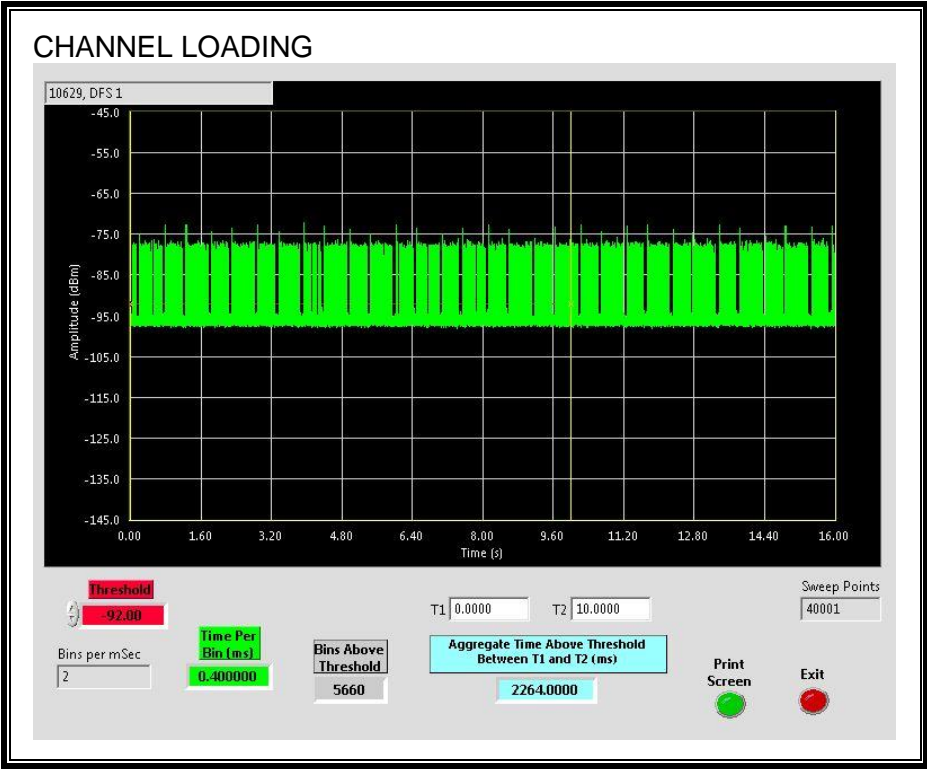 CHANNEL LOADING
10629, DFS 1
-45.0
-55.0
-65.0
-75.0
-85.0
-95.0
-105.0
-115.0
-125.0
-135.0
-145.0
Amplitude (dBm)
0.00 1.60 3.20 4.80 6.40 0.00 8.00 9.60 11.20 12.80 14.40 16.00
Time (s)
Threshold
-92.00
Bins per mSec
2
Time Per
Bin (ms)
0.400000
Bins Above
Threshold
5660
T1 0.0000 T2 10.0000
Aggregate Time Above Threshold
Between T1 and T2 (ms)
2264.0000
Sweep Points
40001
Print
Screen
Exit